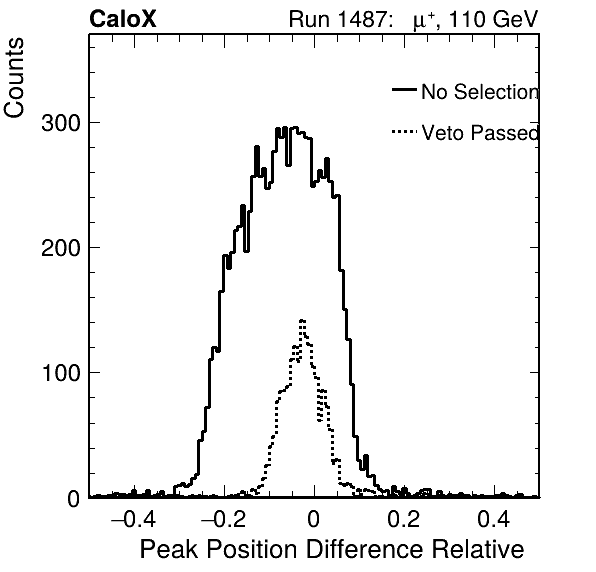 CaloX Run 1487: μ⁺, 110 GeV
Counts
No Selection
Veto Passed
300
200
100
0
−0.4 −0.2 0 0.2 0.4
Peak Position Difference Relative